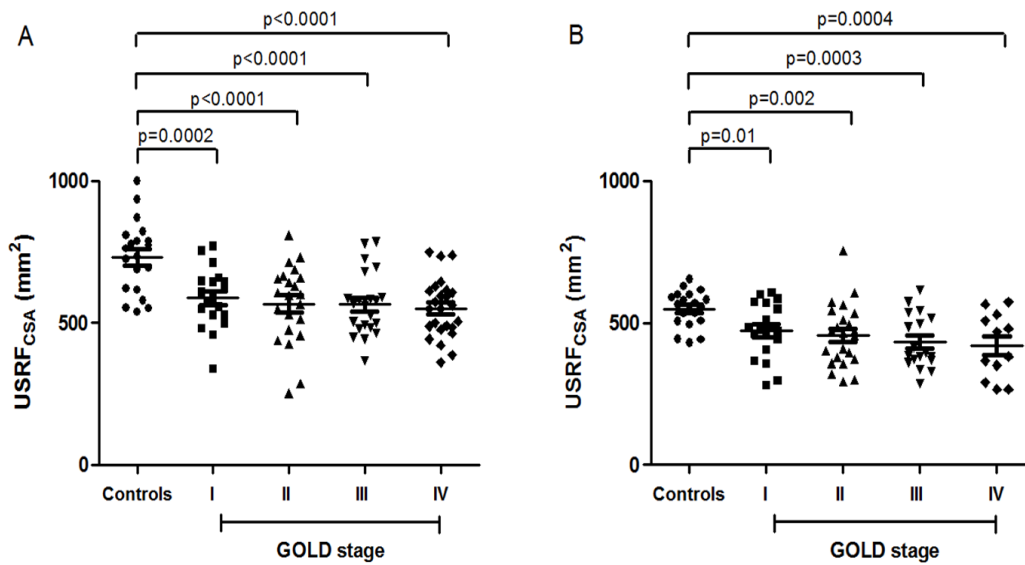 A
p<0.0001
p<0.0001
p<0.0001
p=0.0002
1000
500
0
USRFCSA (mm²)
Controls I II III IV
GOLD stage
B
p=0.0004
p=0.0003
p=0.002
p=0.01
1000
500
0
USRFCSA (mm²)
Controls I II III IV
GOLD stage